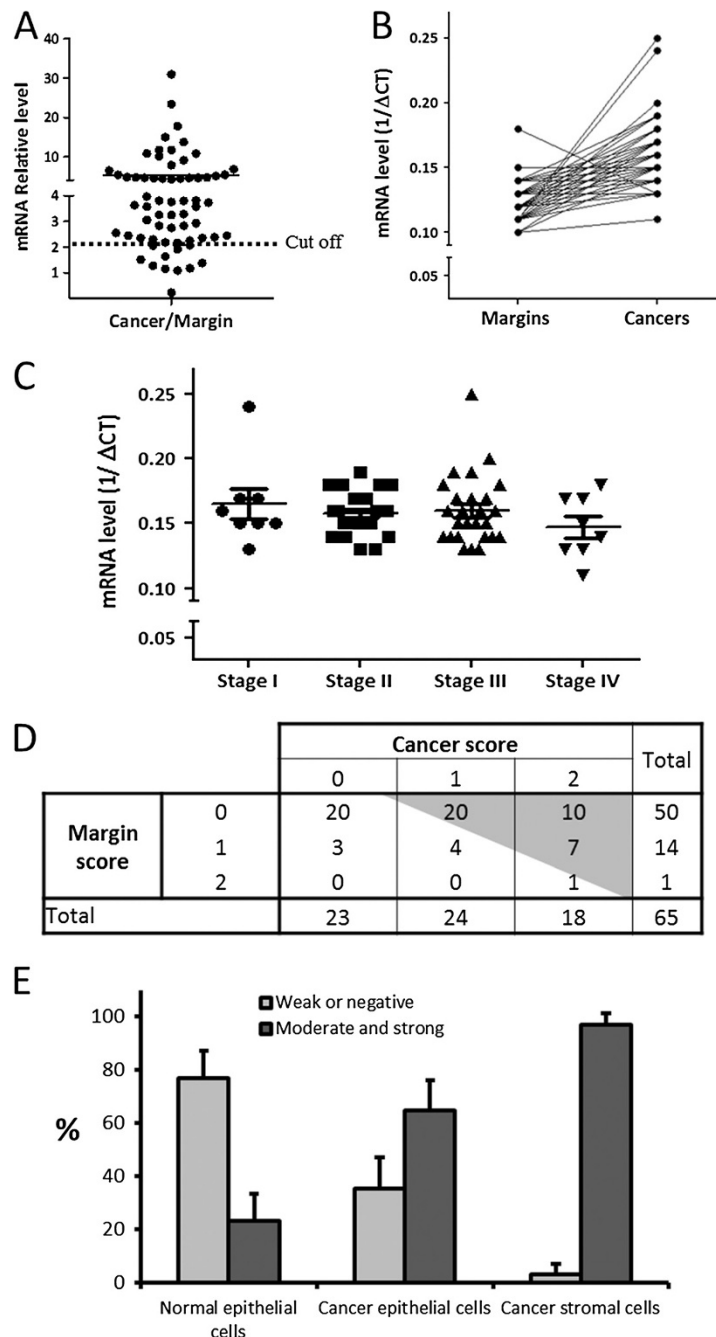 A
mRNA Relative level
40
30
20
10
4
3
2
1
Cut off
Cancer/Margin
B
mRNA level (1/ΔCT)
0.25
0.20
0.15
0.10
0.05
Margins Cancers
C
mRNA level (1/ ΔCT)
0.25
0.20
0.15
0.10
0.05
Stage I Stage II Stage III Stage IV
D
Cancer score Total
0 1 2
Margin score
0 20 20 10 50
1 3 4 7 14
2 0 0 1 1
Total 23 24 18 65
E
%
100
80
60
40
20
0
Weak or negative
Moderate and strong
Normal epithelial cells
Cancer epithelial cells
Cancer stromal cells